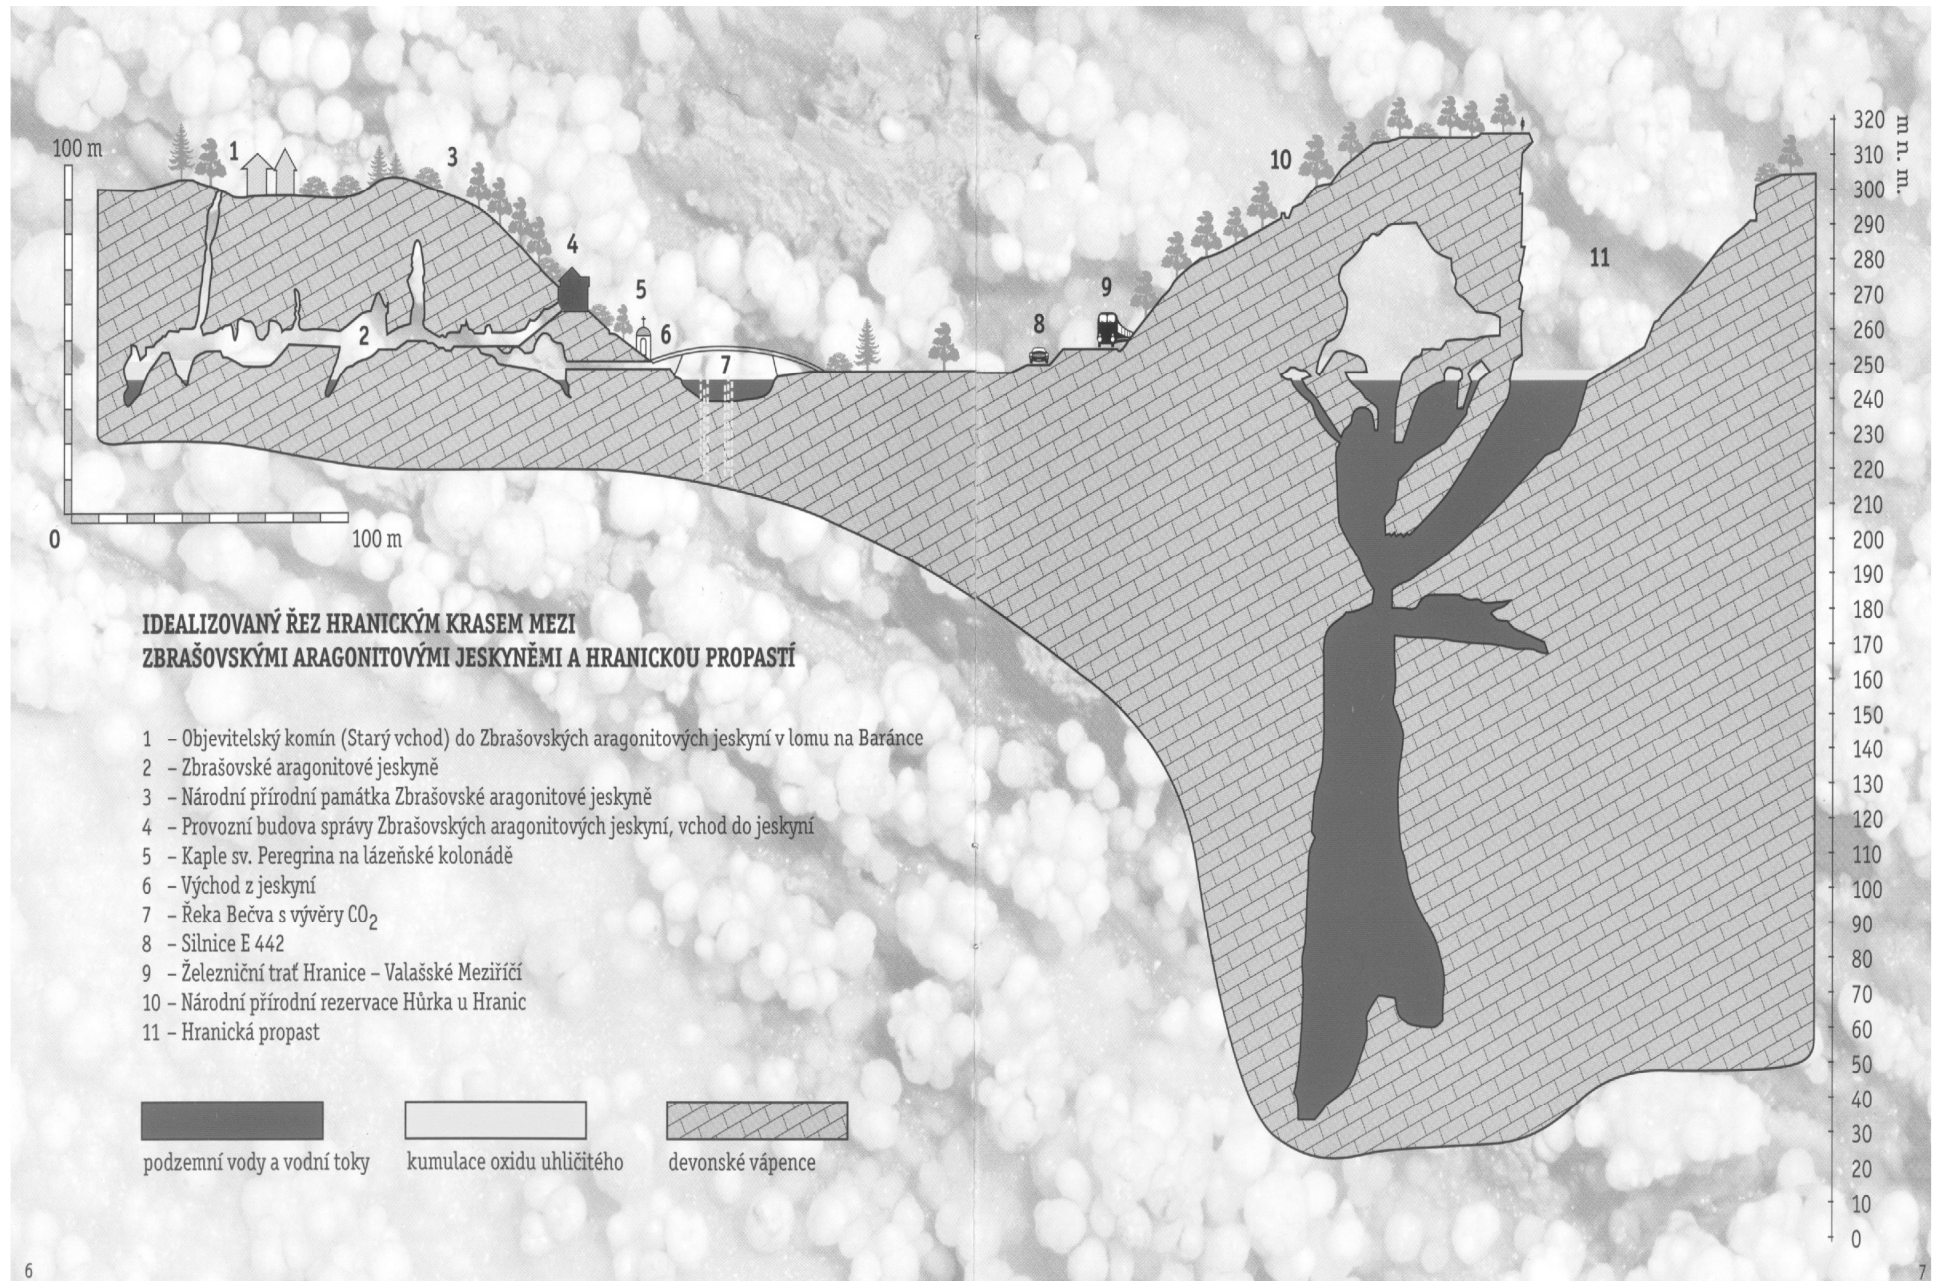 100 m
1
3
4
2
5
6
7
8
9
10
11
0
100 m
320
310
300
290
280
270
260
250
240
230
220
210
200
190
180
170
160
150
140
130
120
110
100
90
80
70
60
50
40
30
20
10
0
m n. m.
IDEALIZOVANÝ ŘEZ HRANICKÝM KRASEM MEZI
ZBRAŠOVSKÝMI ARAGONITOVÝMI JESKYNĚMI A HRANICKOU PROPASTÍ
1 – Objevitelský komín (Starý vchod) do Zbrašovských aragonitových jeskyní v lomu na Baránce
2 – Zbrašovské aragonitové jeskyně
3 – Národní přírodní památka Zbrašovské aragonitové jeskyně
4 – Provozní budova správy Zbrašovských aragonitových jeskyní, vchod do jeskyní
5 – Kaple sv. Peregrina na lázeňské kolonádě
6 – Východ z jeskyní
7 – Řeka Bečva s vývěry CO2
8 – Silnice E 442
9 – Železniční trať Hranice – Valašské Meziříčí
10 – Národní přírodní rezervace Hůrka u Hranic
11 – Hranická propast
podzemní vody a vodní toky
kumulace oxidu uhličitého
devonské vápence
6
7